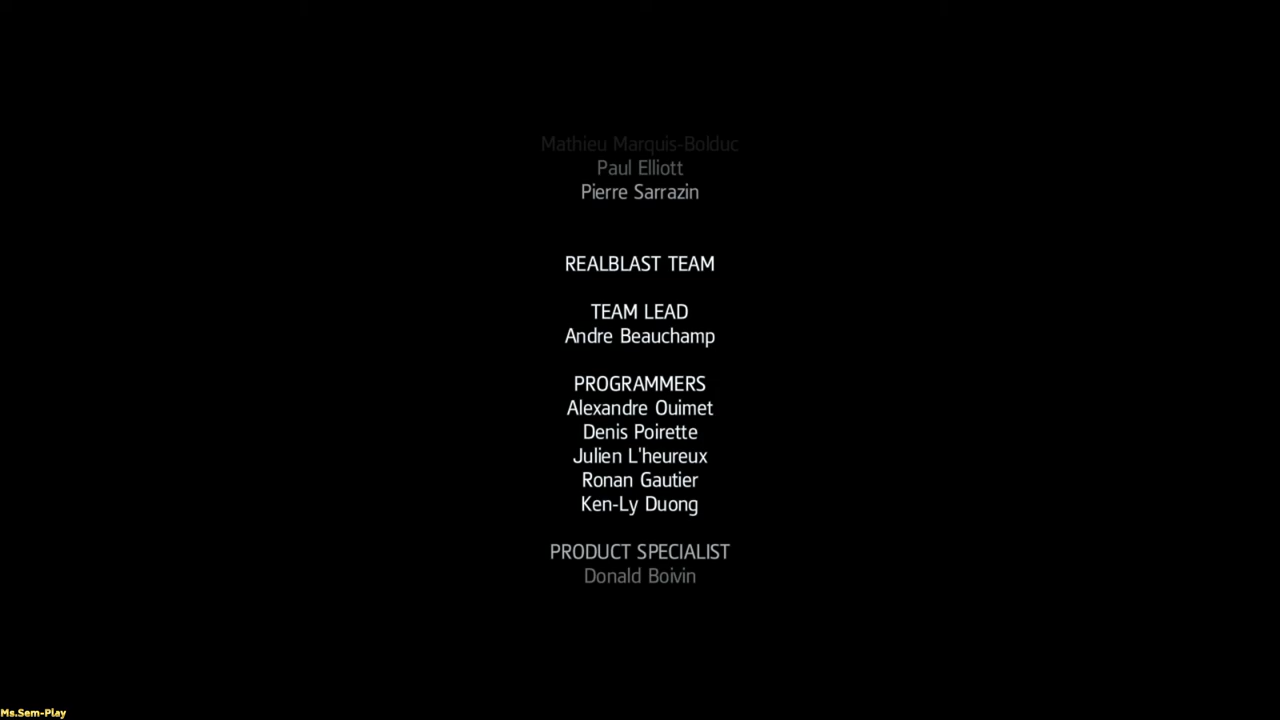 Mathieu Marquis-Bolduc
Paul Elliott
Pierre Sarrazin
REALBLAST TEAM
TEAM LEAD
Andre Beauchamp
PROGRAMMERS
Alexandre Ouimet
Denis Poirette
Julien L'heureux
Ronan Gautier
Ken-Ly Duong
PRODUCT SPECIALIST
Donald Boivin
Ms.Sem-Play